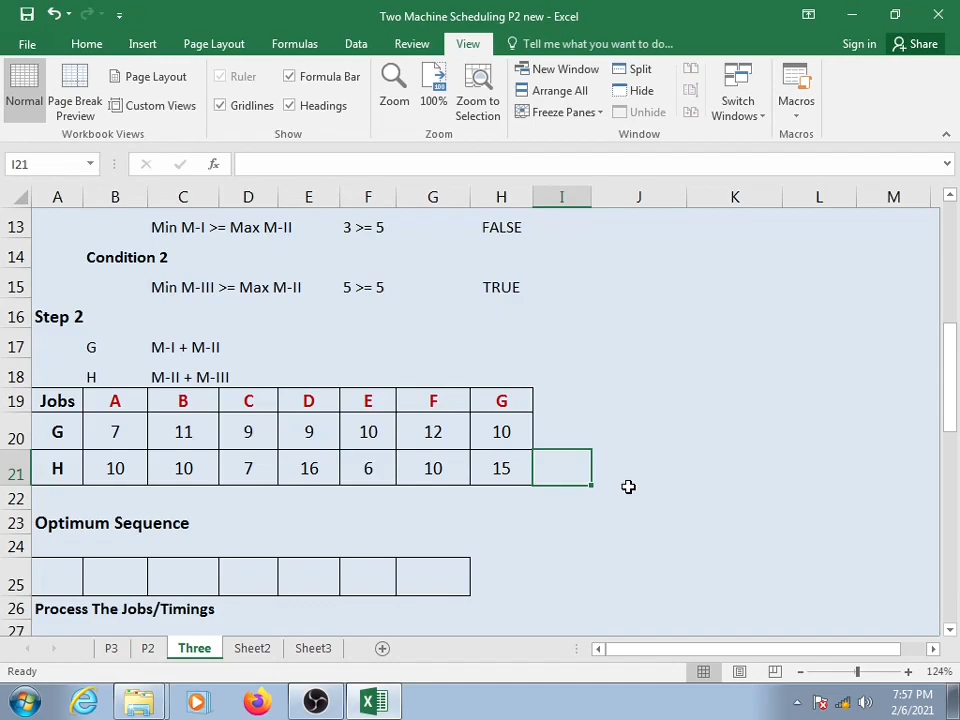 Two Machine Scheduling P2 new - Excel
File Home Insert Page Layout Formulas Data Review View Tell me what you want to do... Sign in Share
Normal Page Break Preview Page Layout Custom Views Ruler Formula Bar Gridlines Headings Zoom 100% Zoom to Selection New Window Arrange All Freeze Panes Split Hide Unhide Switch Windows Macros
Workbook Views Show Zoom Window Macros
I21 fx
A B C D E F G H I J K L M
13 Min M-I >= Max M-II 3 >= 5 FALSE
14 Condition 2
15 Min M-III >= Max M-II 5 >= 5 TRUE
16 Step 2
17 G M-I + M-II
18 H M-II + M-III
19 Jobs A B C D E F G
20 G 7 11 9 9 10 12 10
21 H 10 10 7 16 6 10 15
22
23 Optimum Sequence
24
25
26 Process The Jobs/Timings
27
P3 P2 Three Sheet2 Sheet3
Ready 124%
7:57 PM
2/6/2021